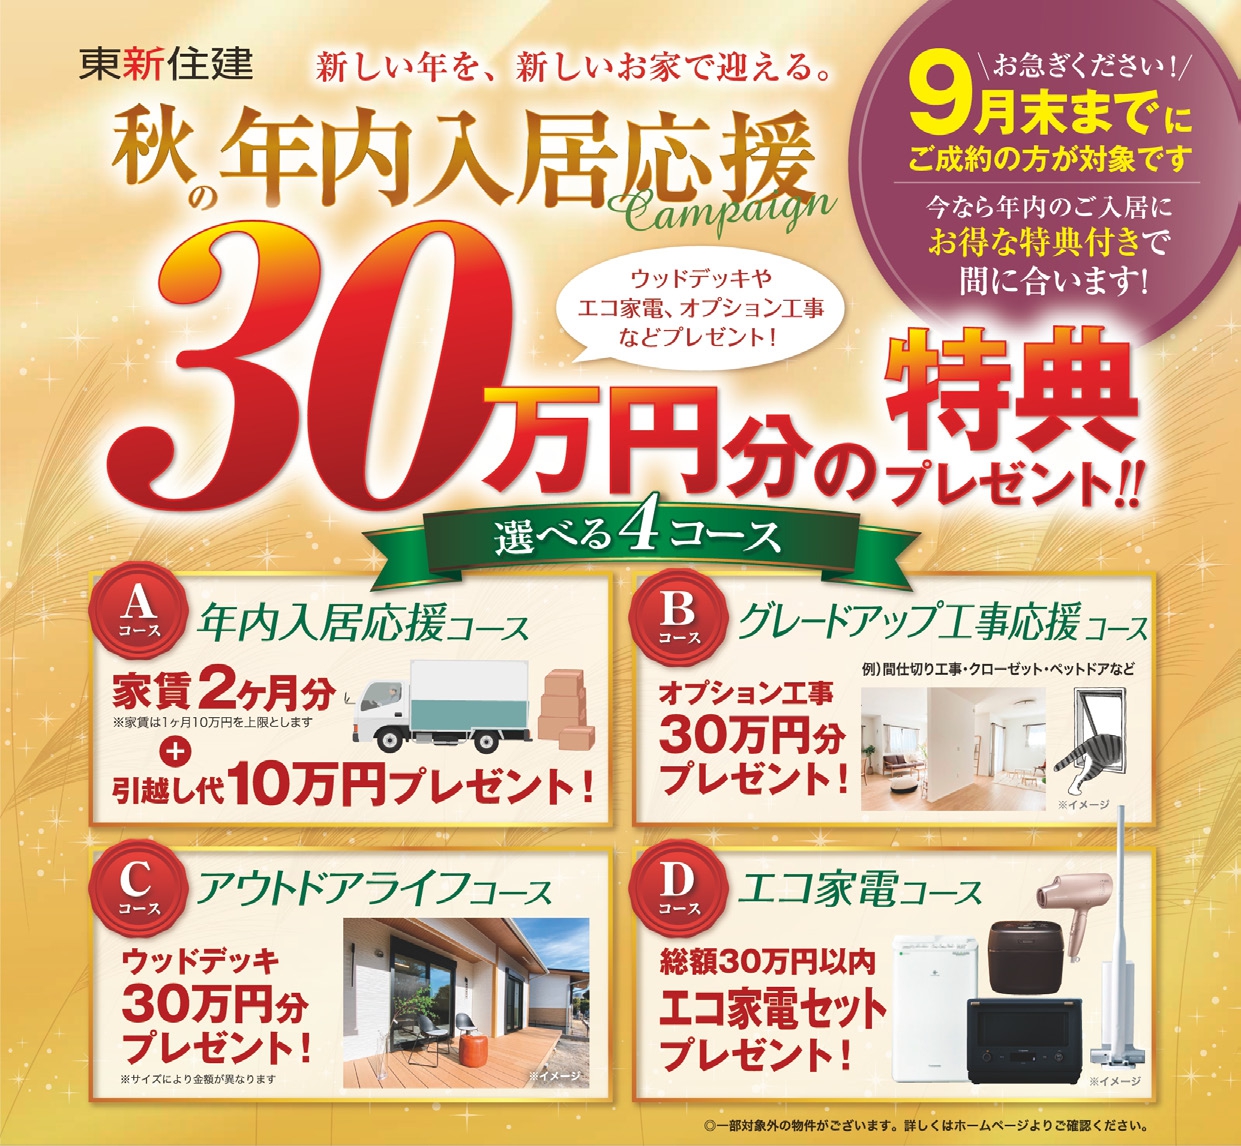 東新住建
新しい年を、新しいお家で迎える。
秋の年内入居応援
Campaign
\お急ぎください!/
9月末までに
ご成約の方が対象です
今なら年内のご入居に
お得な特典付きで
間に合います!
ウッドデッキや
エコ家電、オプション工事
などプレゼント!
30万円分の特典
プレゼント!!
選べる4コース
A
コース
年内入居応援コース
家賃2ヶ月分
※家賃は1ヶ月10万円を上限とします
+
引越し代10万円プレゼント!
B
コース
グレードアップ工事応援コース
例)間仕切り工事・クローゼット・ペットドアなど
オプション工事
30万円分
プレゼント!
※イメージ
C
コース
アウトドアライフコース
ウッドデッキ
30万円分
プレゼント!
※サイズにより金額が異なります
※イメージ
D
コース
エコ家電コース
総額30万円以内
エコ家電セット
プレゼント!
※イメージ
◎一部対象外の物件がございます。詳しくはホームページよりご確認ください。